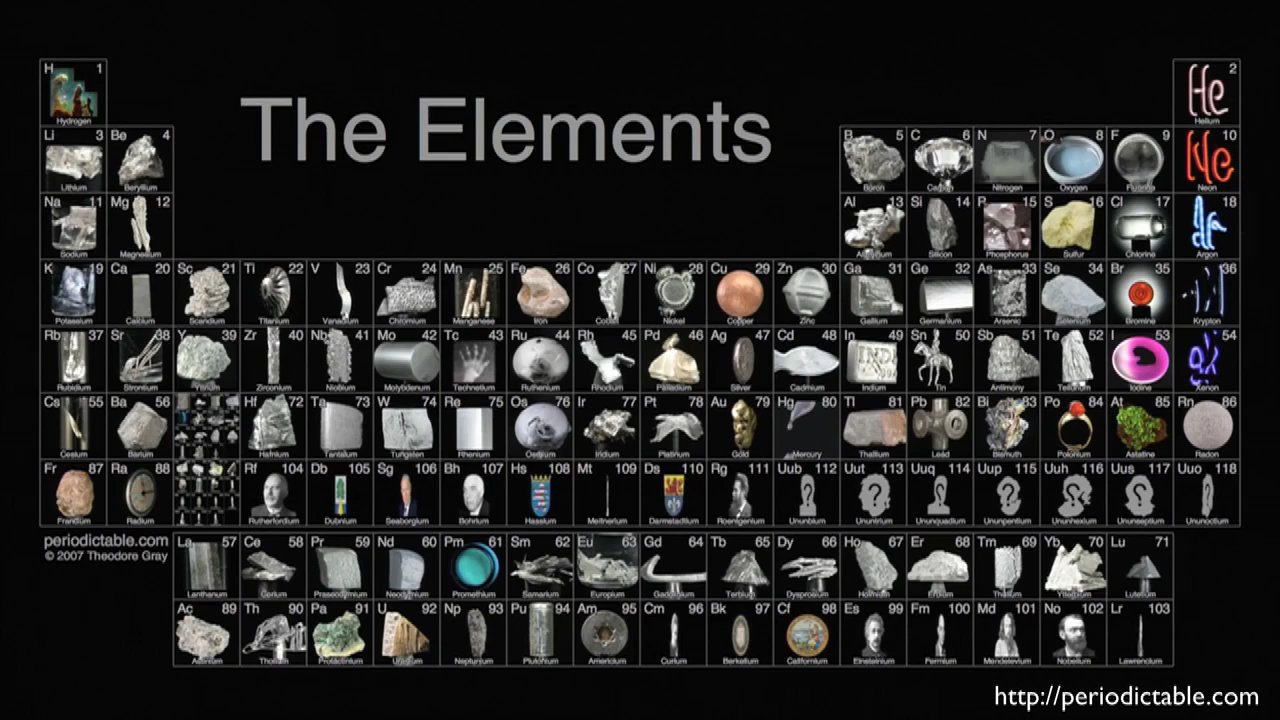 H 1 He 2
Hydrogen Helium
The Elements
Li 3 Be 4 B 5 C 6 N 7 O 8 F 9 Ne 10
Lithium Beryllium Boron Carbon Nitrogen Oxygen Fluorine Neon
Na 11 Mg 12 Al 13 Si 14 P 15 S 16 Cl 17 18
Sodium Magnesium Aluminum Silicon Phosphorus Sulfur Chlorine Argon
K 19 Ca 20 Sc 21 Ti 22 V 23 Cr 24 Mn 25 Fe 26 Co 27 Ni 28 Cu 29 Zn 30 Ga 31 Ge 32 As 33 Se 34 Br 35 36
Potassium Calcium Scandium Titanium Vanadium Chromium Manganese Iron Cobalt Nickel Copper Zinc Gallium Germanium Arsenic Selenium Bromine Krypton
Rb 37 Sr 38 Y 39 Zr 40 Nb 41 Mo 42 Tc 43 Ru 44 Rh 45 Pd 46 Ag 47 Cd 48 In 49 Sn 50 Sb 51 Te 52 I 53 54
Rubidium Strontium Yttrium Zirconium Niobium Molybdenum Technetium Ruthenium Rhodium Palladium Silver Cadmium Indium Tin Antimony Tellurium Iodine Xenon
Cs 55 Ba 56 Hf 72 Ta 73 W 74 Re 75 Os 76 Ir 77 Pt 78 Au 79 Hg 80 Tl 81 Pb 82 Bi 83 Po 84 At 85 Rn 86
Cesium Barium Hafnium Tantalum Tungsten Rhenium Osmium Iridium Platinum Gold Mercury Thallium Lead Bismuth Polonium Astatine Radon
Fr 87 Ra 88 Rf 104 Db 105 Sg 106 Bh 107 Hs 108 Mt 109 Ds 110 Rg 111 Uub 112 Uut 113 Uuq 114 Uup 115 Uuh 116 Uus 117 Uuo 118
Francium Radium Rutherfordium Dubnium Seaborgium Bohrium Hassium Meitnerium Darmstadtium Roentgenium Ununbium Ununtrium Ununquadium Ununpentium Ununhexium Ununseptium Ununoctium
periodictable.com
© 2007 Theodore Gray
La 57 Ce 58 Pr 59 Nd 60 Pm 61 Sm 62 Eu 63 Gd 64 Tb 65 Dy 66 Ho 67 Er 68 Tm 69 Yb 70 Lu 71
Lanthanum Cerium Praseodymium Neodymium Promethium Samarium Europium Gadolinium Terbium Dysprosium Holmium Erbium Thulium Ytterbium Lutetium
Ac 89 Th 90 Pa 91 U 92 Np 93 Pu 94 Am 95 Cm 96 Bk 97 Cf 98 Es 99 Fm 100 Md 101 No 102 Lr 103
Actinium Thorium Protactinium Uranium Neptunium Plutonium Americium Curium Berkelium Californium Einsteinium Fermium Mendelevium Nobelium Lawrencium
http://periodictable.com